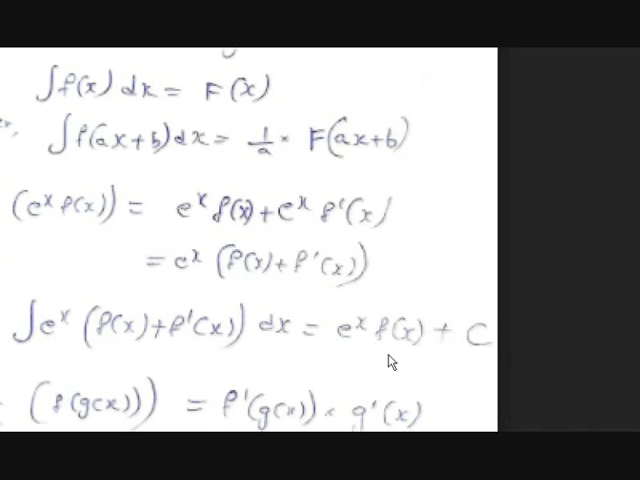 ∫f(x) dx = F(x)
∫f(ax+b)dx = 1/a · F(ax+b)
(e^x f(x)) = e^x f(x) + e^x f'(x)
= e^x (f(x) + f'(x))
∫e^x (f(x) + f'(x)) dx = e^x f(x) + C
(f(g(x))) = f'(g(x)) × g'(x)